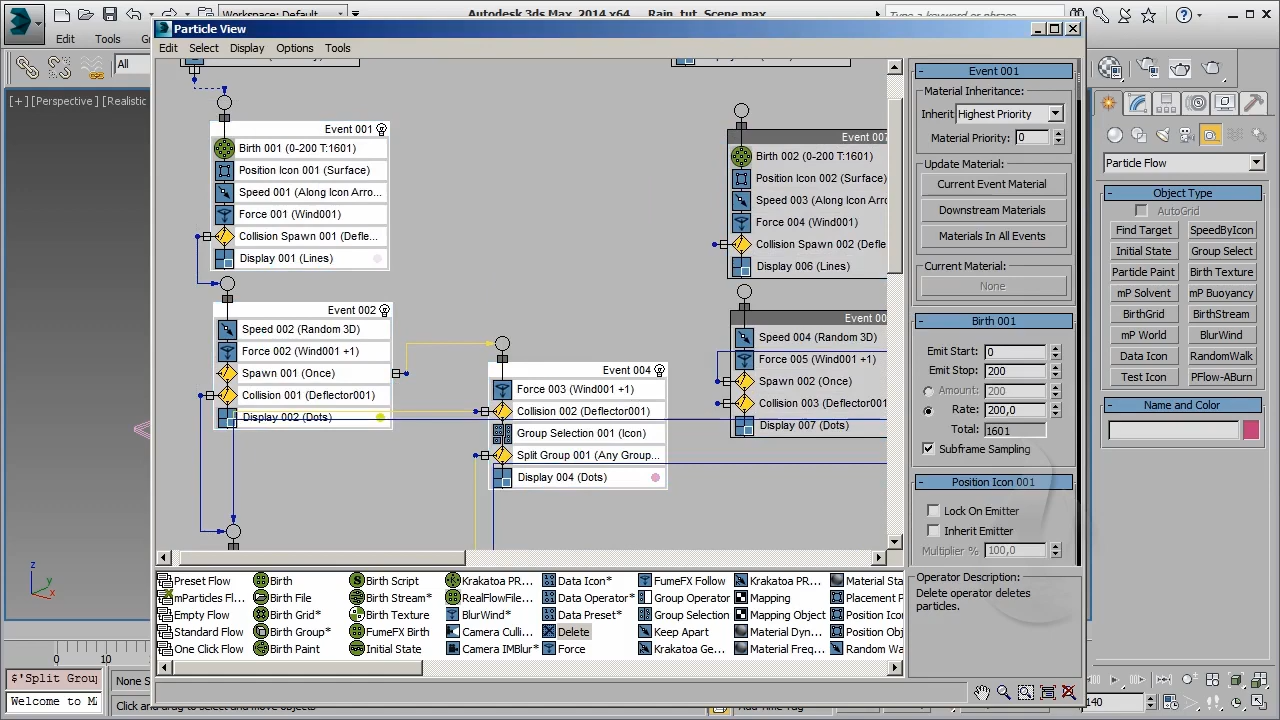 Workspace: Default
Autodesk 3ds Max 2014 x64 Rain_tut_Scene.max
Type a keyword or phrase
Particle View
Edit
Tools
Edit Select Display Options Tools
All
[+][Perspective][Realistic
Event 001
Birth 001 (0-200 T:1601)
Position Icon 001 (Surface)
Speed 001 (Along Icon Arro...
Force 001 (Wind001)
Collision Spawn 001 (Defle...
Display 001 (Lines)
Event 002
Speed 002 (Random 3D)
Force 002 (Wind001 +1)
Spawn 001 (Once)
Collision 001 (Deflector001)
Display 002 (Dots)
Event 004
Force 003 (Wind001 +1)
Collision 002 (Deflector001)
Group Selection 001 (Icon)
Split Group 001 (Any Group...
Display 004 (Dots)
Event 007
Birth 002 (0-200 T:1601)
Position Icon 002 (Surface)
Speed 003 (Along Icon Arro
Force 004 (Wind001)
Collision Spawn 002 (Defle
Display 006 (Lines)
Event 00
Speed 004 (Random 3D)
Force 005 (Wind001 +1)
Spawn 002 (Once)
Collision 003 (Deflector001
Display 007 (Dots)
Event 001
Material Inheritance:
Inherit Highest Priority
Material Priority: 0
Update Material:
Current Event Material
Downstream Materials
Materials In All Events
Current Material:
None
Birth 001
Emit Start: 0
Emit Stop: 200
Amount: 200
Rate: 200,0
Total: 1601
Subframe Sampling
Position Icon 001
Lock On Emitter
Inherit Emitter
Multiplier % 100,0
Operator Description:
Delete operator deletes
particles.
Particle Flow
Object Type
AutoGrid
Find Target SpeedByIcon
Initial State Group Select
Particle Paint Birth Texture
mP Solvent mP Buoyancy
BirthGrid BirthStream
mP World BlurWind
Data Icon RandomWalk
Test Icon PFlow-ABurn
Name and Color
Preset Flow Birth Birth Script Krakatoa PR... Data Icon* FumeFX Follow Krakatoa PR... Material Sta
mParticles Fl... Birth File Birth Stream* RealFlowFile... Data Operator* Group Operator Mapping Placement P
Empty Flow Birth Grid* Birth Texture BlurWind* Data Preset* Group Selection Mapping Object Position Ico
Standard Flow Birth Group* FumeFX Birth Camera Culli... Delete Keep Apart Material Dyn... Position Obj
One Click Flow Birth Paint Initial State Camera IMBlur* Force Krakatoa Ge... Material Freq... Random Wa
0 10
$'Split Grou
Welcome to M
None S
Click and drag to select and move objects
Add Time Tag
140
z
y
x